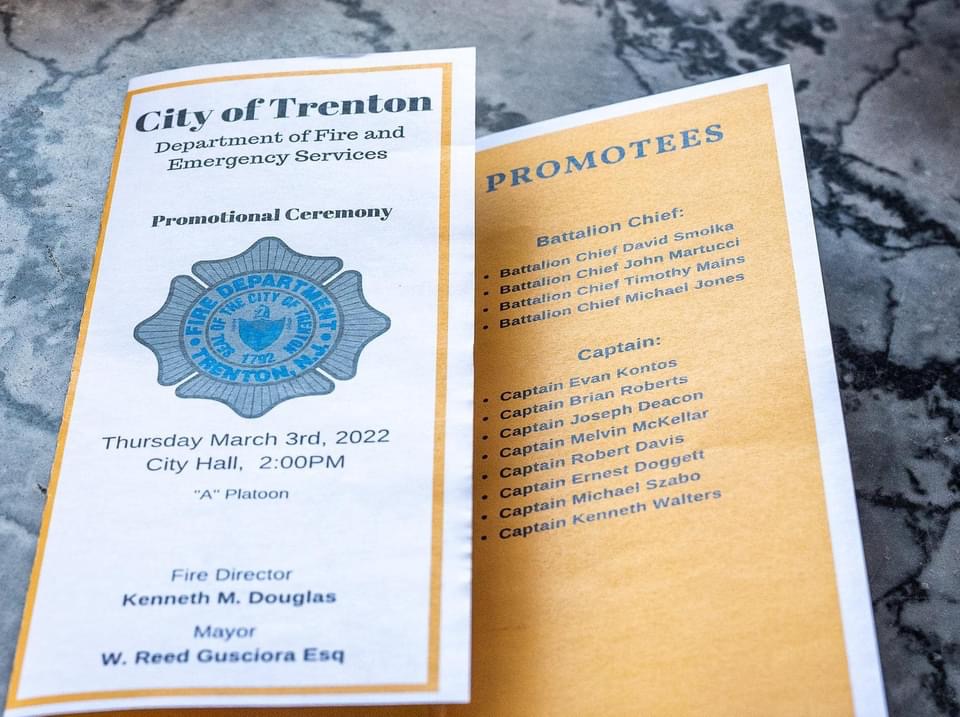 City of Trenton
Department of Fire and
Emergency Services
Promotional Ceremony
FIRE DEPARTMENT
SEAL OF THE CITY OF TRENTON
1792
TRENTON, N.J.
Thursday March 3rd, 2022
City Hall, 2:00PM
"A" Platoon
Fire Director
Kenneth M. Douglas
Mayor
W. Reed Gusciora Esq
PROMOTEES
Battalion Chief:
• Battalion Chief David Smolka
• Battalion Chief John Martucci
• Battalion Chief Timothy Mains
• Battalion Chief Michael Jones
Captain:
• Captain Evan Kontos
• Captain Brian Roberts
• Captain Joseph Deacon
• Captain Melvin McKellar
• Captain Robert Davis
• Captain Ernest Doggett
• Captain Michael Szabo
• Captain Kenneth Walters